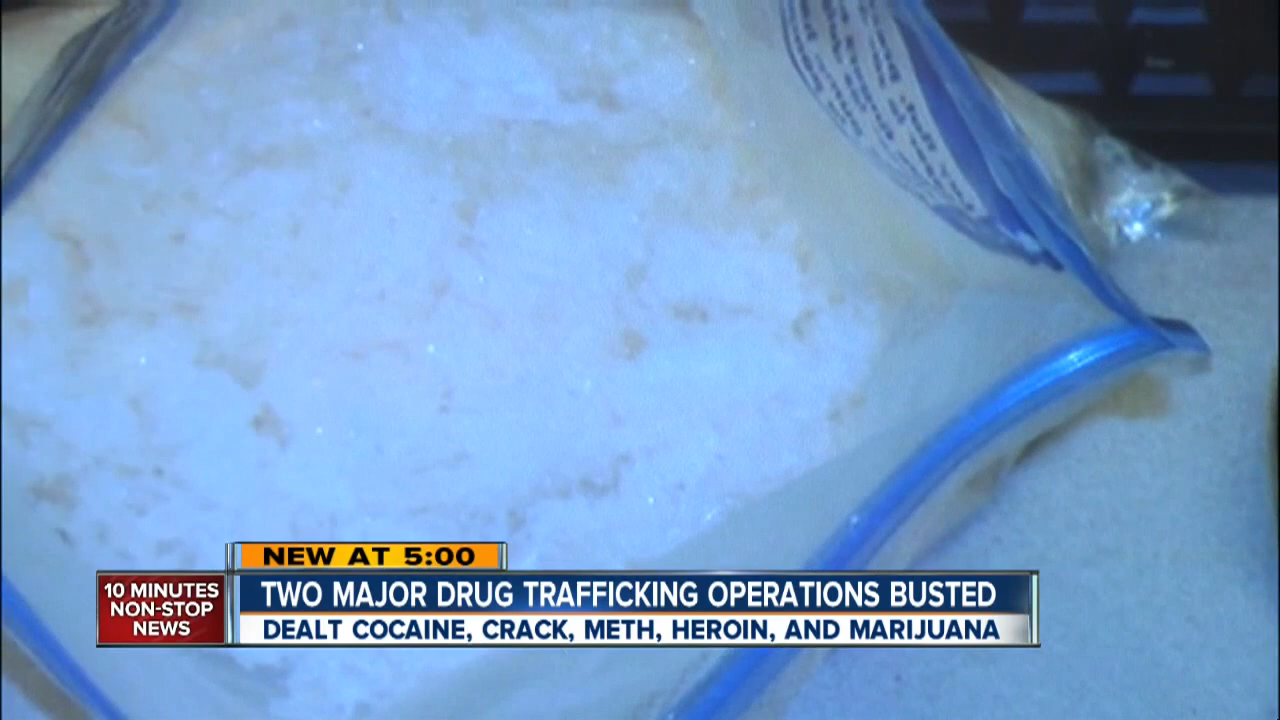 NEW AT 5:00
10 MINUTES
NON-STOP
NEWS
TWO MAJOR DRUG TRAFFICKING OPERATIONS BUSTED
DEALT COCAINE, CRACK, METH, HEROIN, AND MARIJUANA